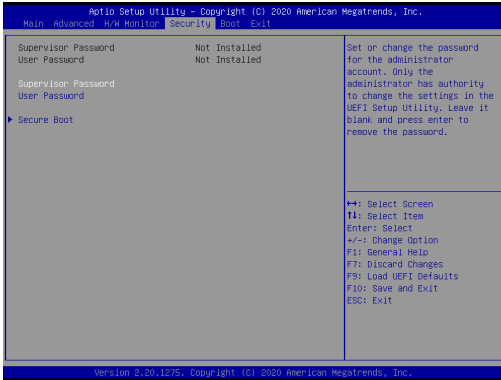 Aptio Setup Utility – Copyright (C) 2020 American Megatrends, Inc.
Main Advanced H/W Monitor Security Boot Exit
Supervisor Password Not Installed
User Password Not Installed
Supervisor Password
User Password
Secure Boot
Set or change the password
for the administrator
account. Only the
administrator has authority
to change the settings in the
UEFI Setup Utility. Leave it
blank and press enter to
remove the password.
↔: Select Screen
↑↓: Select Item
Enter: Select
+/-: Change Option
F1: General Help
F7: Discard Changes
F9: Load UEFI Defaults
F10: Save and Exit
ESC: Exit
Version 2.20.1275. Copyright (C) 2020 American Megatrends, Inc.